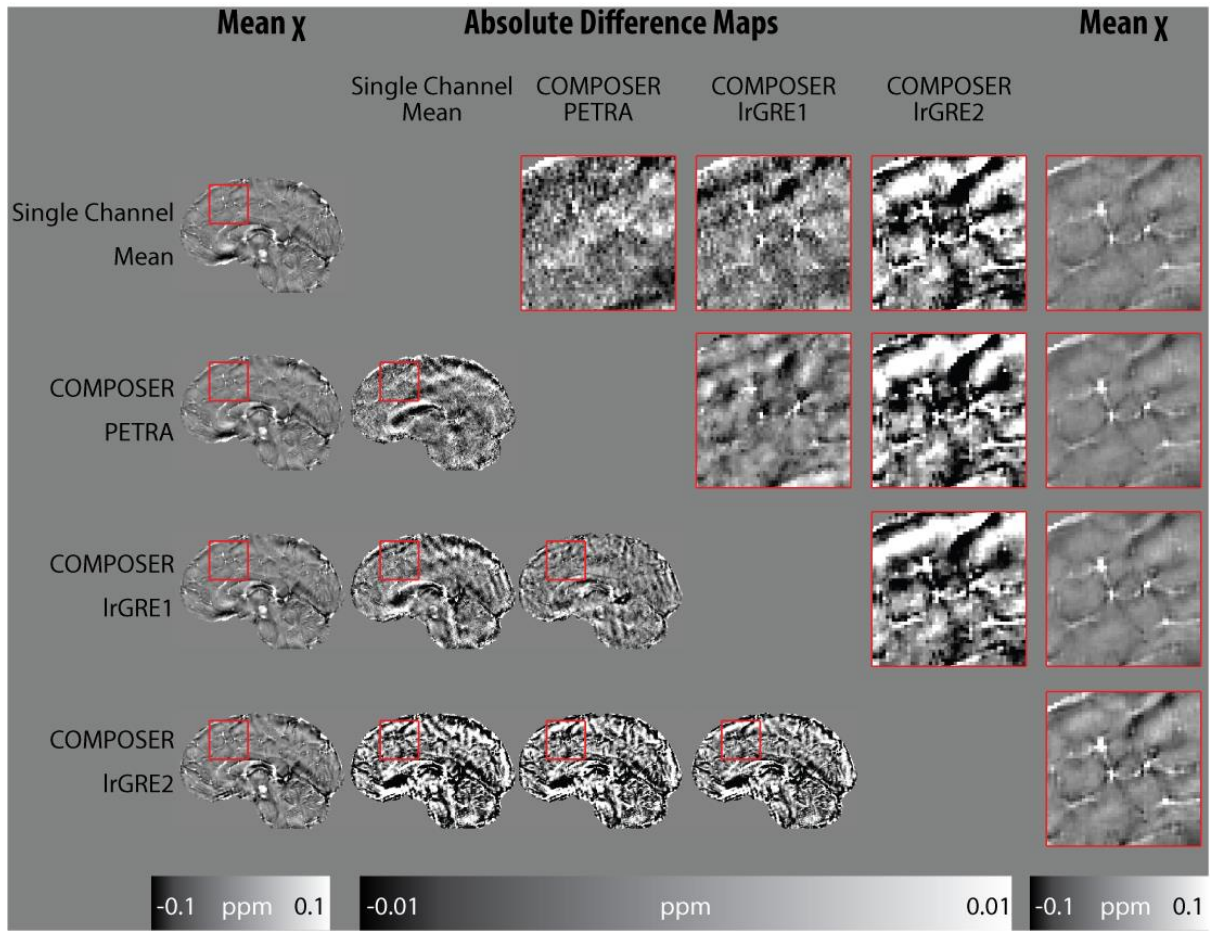 Mean χ
Absolute Difference Maps
Mean χ
Single Channel
Mean
COMPOSER
PETRA
COMPOSER
lrGRE1
COMPOSER
lrGRE2
Single Channel
Mean
COMPOSER
PETRA
COMPOSER
lrGRE1
COMPOSER
lrGRE2
-0.1 ppm 0.1
-0.01 ppm 0.01
-0.1 ppm 0.1